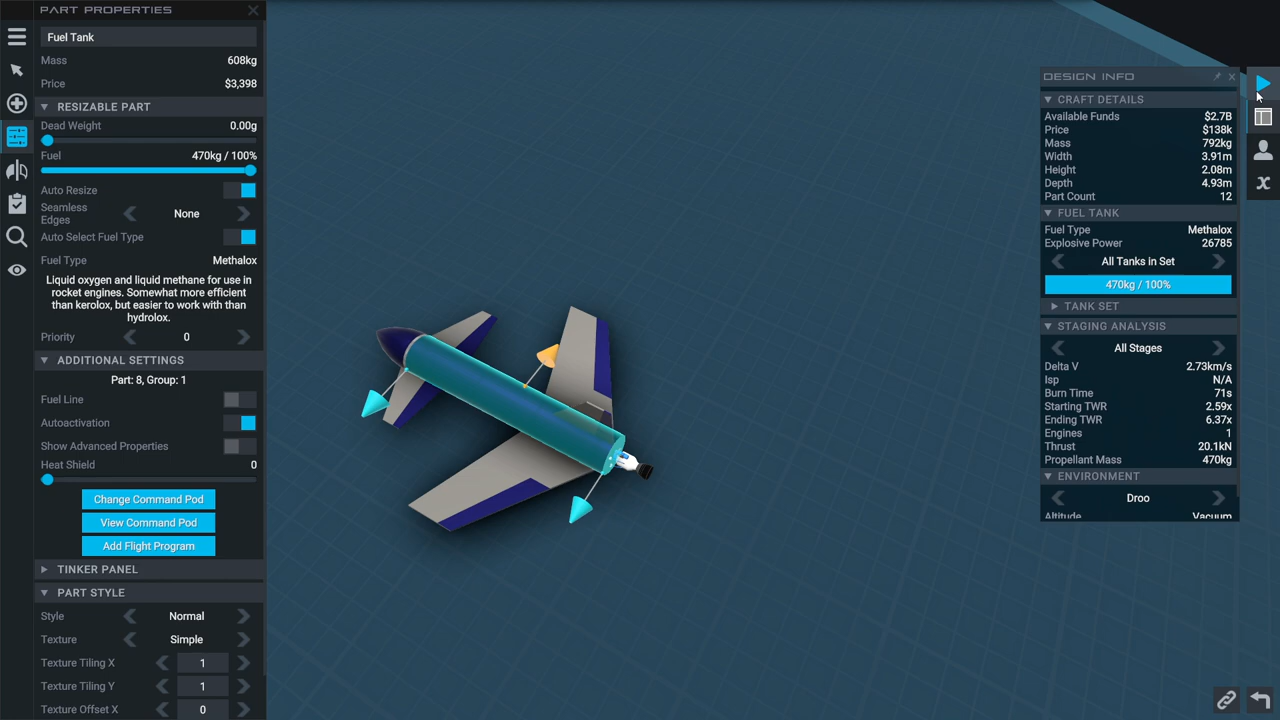 PART PROPERTIES
Fuel Tank
Mass 608kg
Price $3,398
RESIZABLE PART
Dead Weight 0.00g
Fuel 470kg / 100%
Auto Resize
Seamless
Edges
None
Auto Select Fuel Type
Fuel Type Methalox
Liquid oxygen and liquid methane for use in
rocket engines. Somewhat more efficient
than kerolox, but easier to work with than
hydrolox.
Priority 0
ADDITIONAL SETTINGS
Part: 8, Group: 1
Fuel Line
Autoactivation
Show Advanced Properties
Heat Shield 0
Change Command Pod
View Command Pod
Add Flight Program
TINKER PANEL
PART STYLE
Style Normal
Texture Simple
Texture Tiling X 1
Texture Tiling Y 1
Texture Offset X 0
DESIGN INFO
CRAFT DETAILS
Available Funds $2.7B
Price $138k
Mass 792kg
Width 3.91m
Height 2.08m
Depth 4.93m
Part Count 12
FUEL TANK
Fuel Type Methalox
Explosive Power 26785
All Tanks in Set
470kg / 100%
TANK SET
STAGING ANALYSIS
All Stages
Delta V 2.73km/s
Isp N/A
Burn Time 71s
Starting TWR 2.59x
Ending TWR 6.37x
Engines 1
Thrust 20.1kN
Propellant Mass 470kg
ENVIRONMENT
Droo
Altitude Vacuum